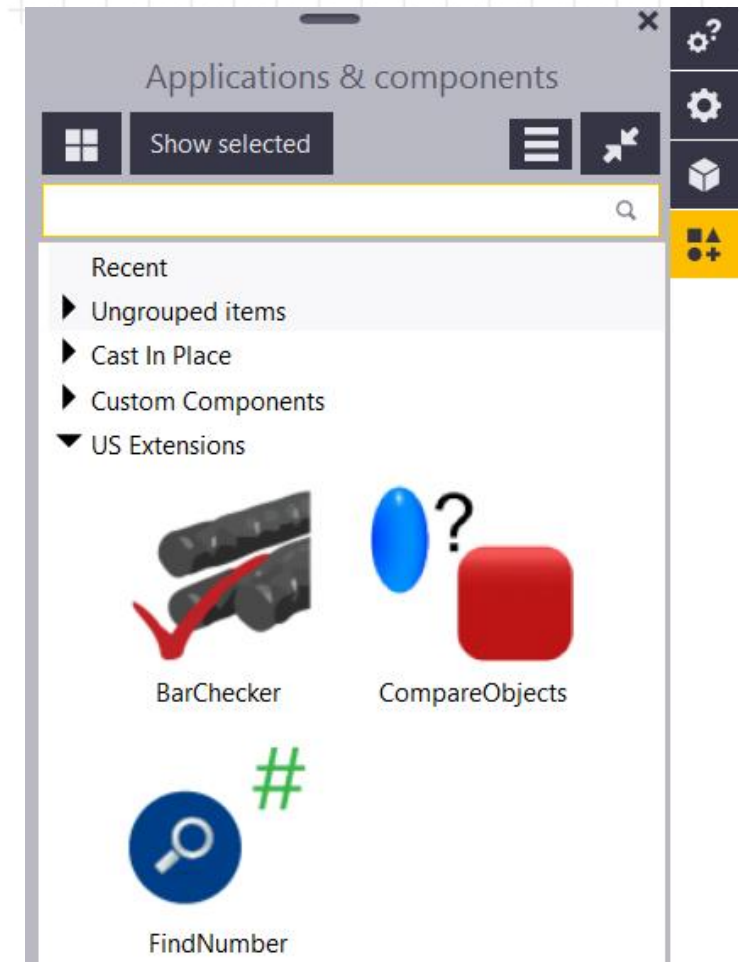 Applications & components
Show selected
Recent
Ungrouped items
Cast In Place
Custom Components
US Extensions
?
BarChecker CompareObjects
#
FindNumber